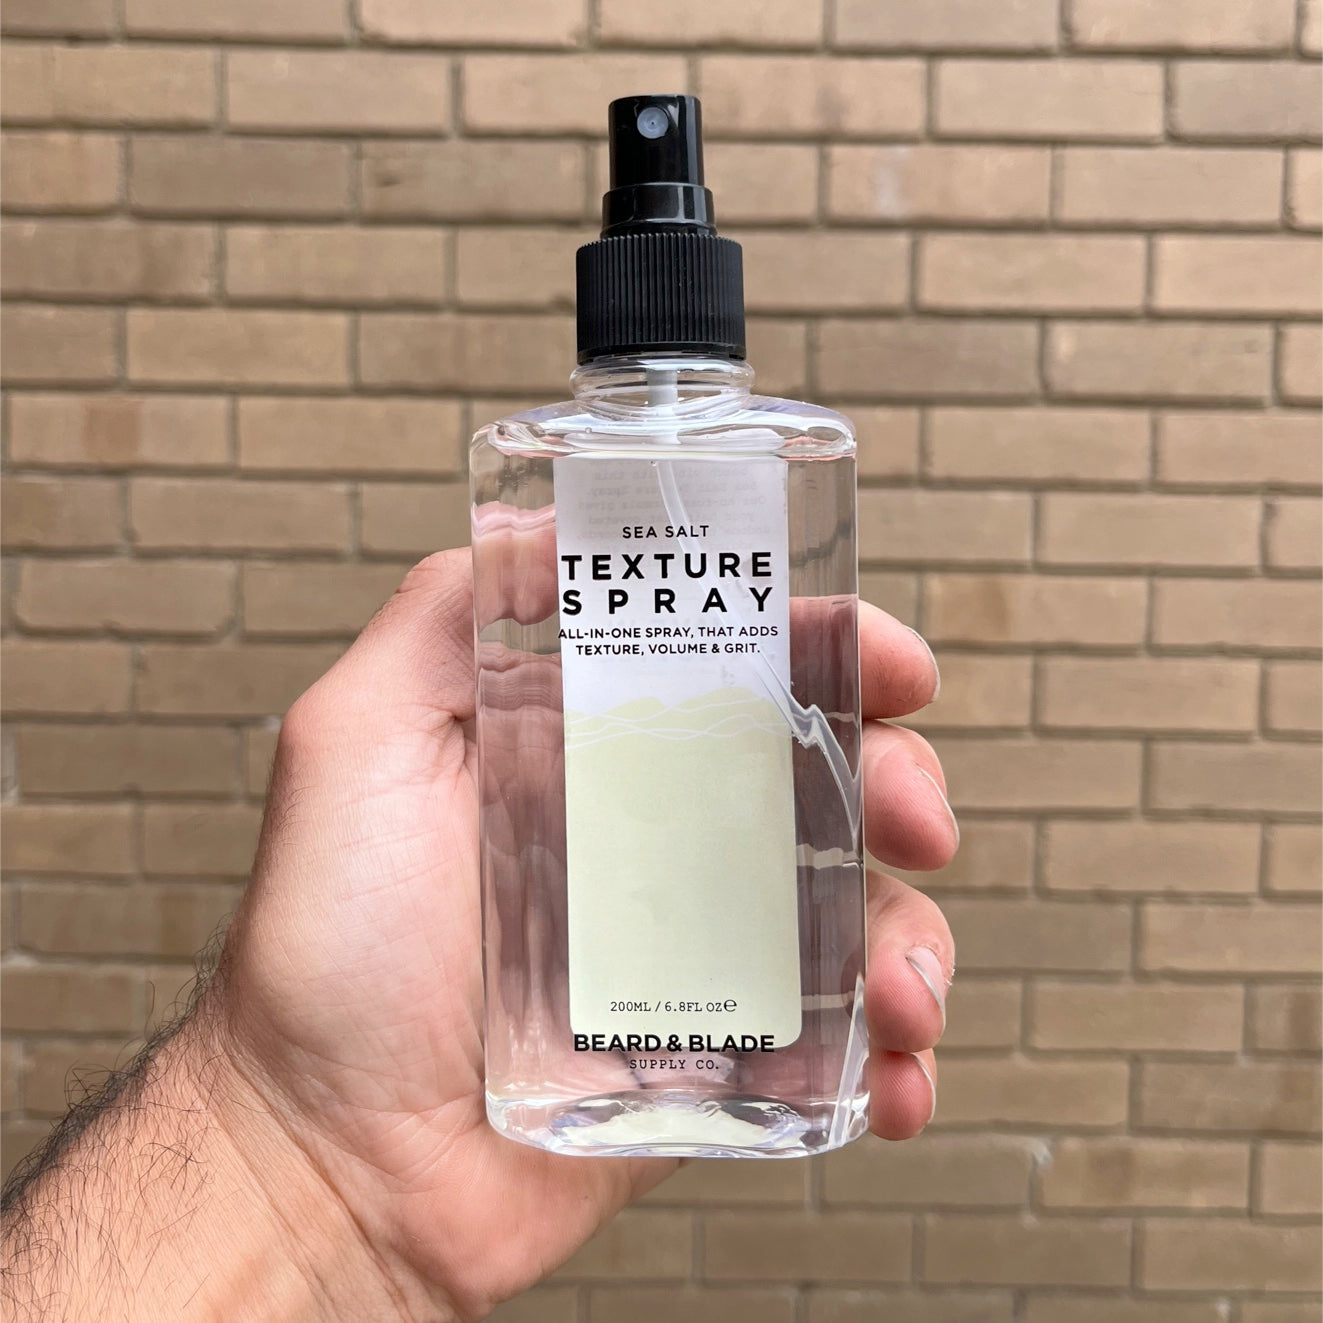 SEA SALT
TEXTURE
SPRAY
ALL-IN-ONE SPRAY, THAT ADDS
TEXTURE, VOLUME & GRIT.
200ML / 6.8FL OZ℮
BEARD & BLADE
SUPPLY CO.